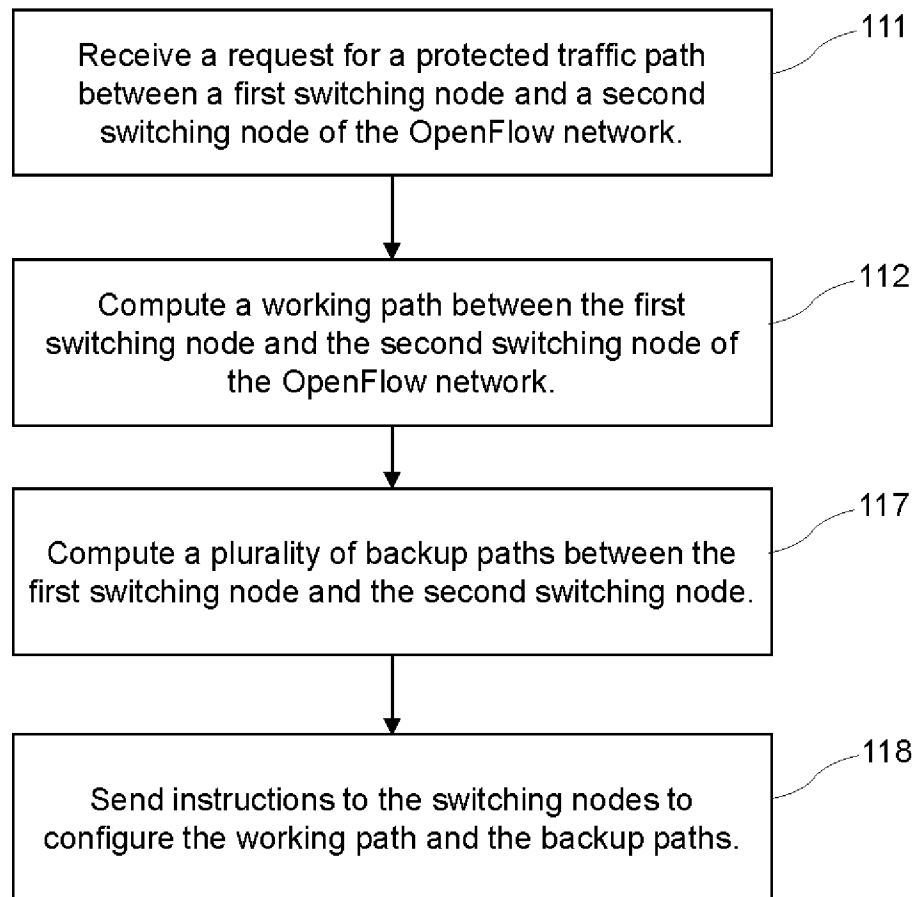 111
Receive a request for a protected traffic path
between a first switching node and a second
switching node of the OpenFlow network.
112
Compute a working path between the first
switching node and the second switching node of
the OpenFlow network.
117
Compute a plurality of backup paths between the
first switching node and the second switching node.
118
Send instructions to the switching nodes to
configure the working path and the backup paths.